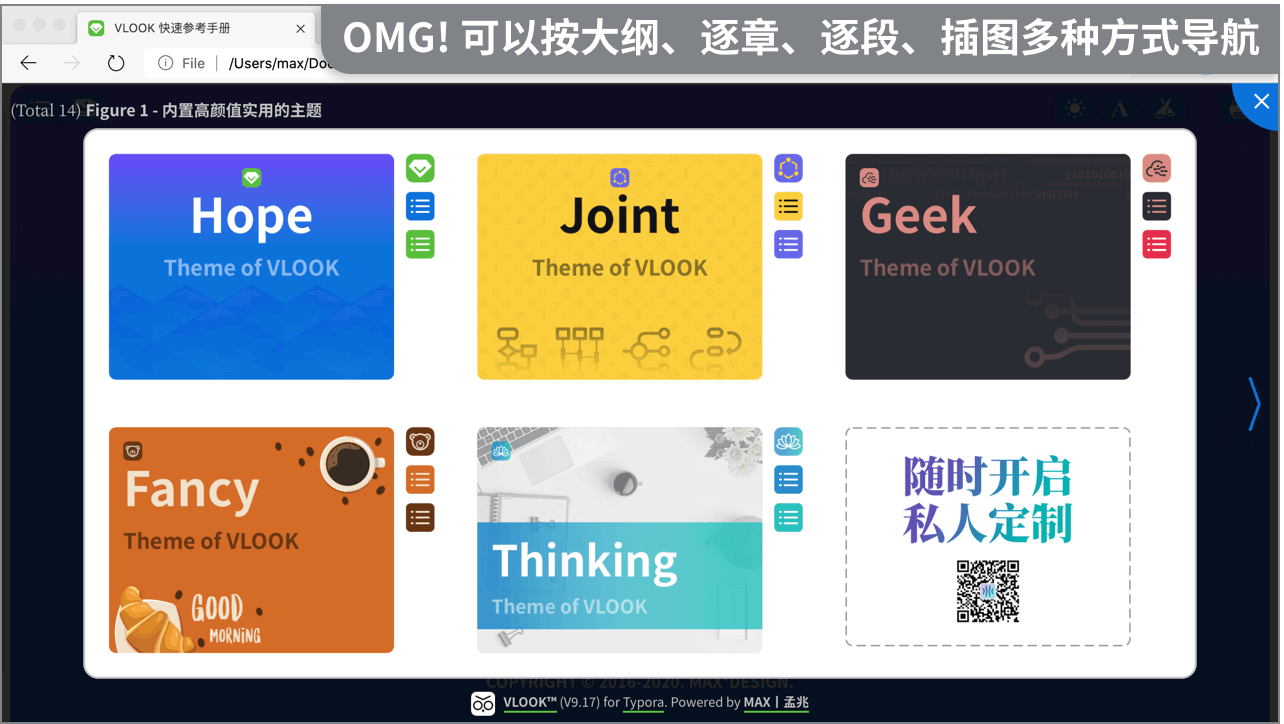 VLOOK 快速参考手册
OMG! 可以按大纲、逐章、逐段、插图多种方式导航
File
/Users/max/Doc
(Total 14) Figure 1 - 内置高颜值实用的主题
A
Hope
Theme of VLOOK
Joint
Theme of VLOOK
Geek
Theme of VLOOK
Fancy
Theme of VLOOK
GOOD
MORNING
Thinking
Theme of VLOOK
随时开启
私人定制
COPYRIGHT © 2016-2020. MAX°DESIGN.
VLOOK™ (V9.17) for Typora. Powered by MAX丨孟兆